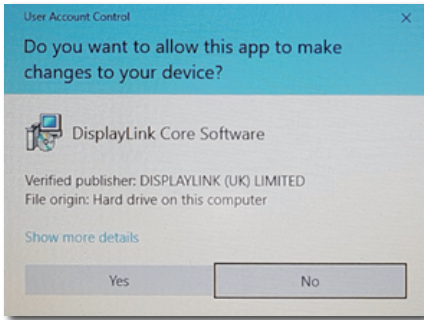 User Account Control
Do you want to allow this app to make
changes to your device?
DisplayLink Core Software
Verified publisher: DISPLAYLINK (UK) LIMITED
File origin: Hard drive on this computer
Show more details
Yes
No